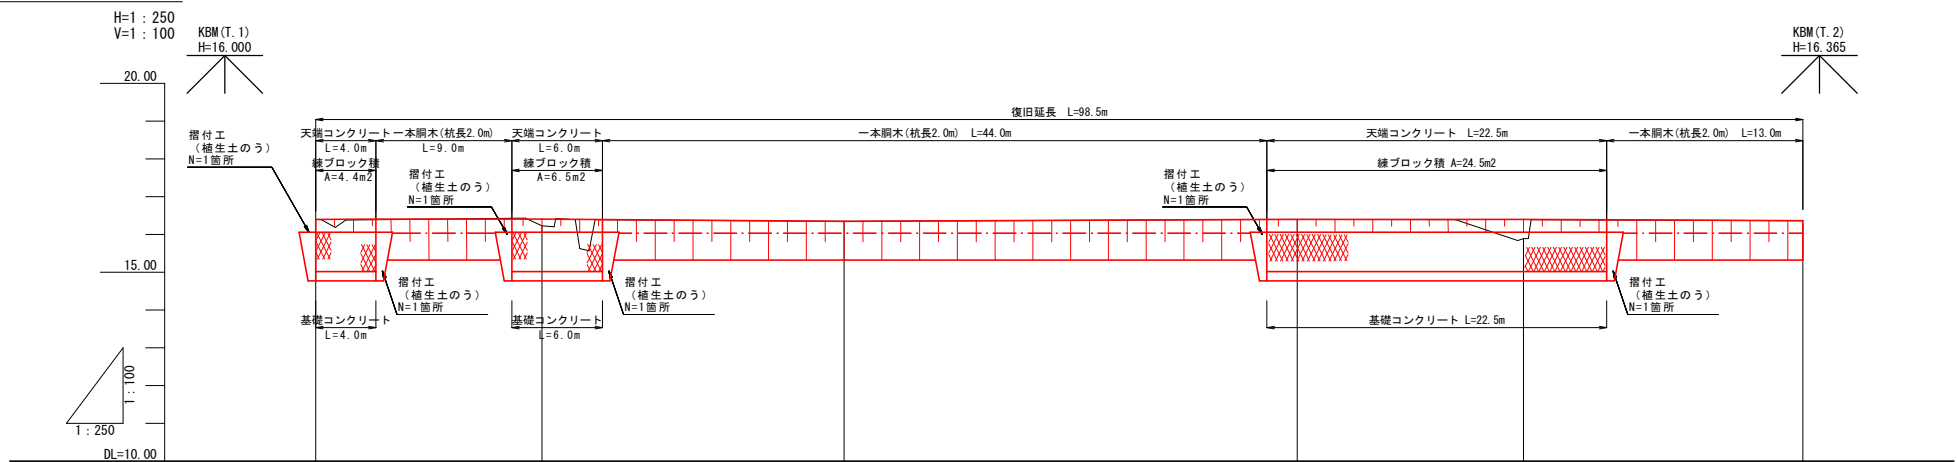 H=1 : 250
V=1 : 100
KBM(T.1)
H=16.000
KBM(T.2)
H=16.365
20.00
復旧延長 L=98.5m
天端コンクリート
L=4.0m
一本胴木(杭長2.0m)
L=9.0m
天端コンクリート
L=6.0m
一本胴木(杭長2.0m) L=44.0m
天端コンクリート L=22.5m
一本胴木(杭長2.0m) L=13.0m
摺付工
(植生土のう)
N=1箇所
練ブロック積
A=4.4m2
摺付工
(植生土のう)
N=1箇所
練ブロック積
A=6.5m2
摺付工
(植生土のう)
N=1箇所
練ブロック積 A=24.5m2
15.00
摺付工
(植生土のう)
N=1箇所
摺付工
(植生土のう)
N=1箇所
摺付工
(植生土のう)
N=1箇所
基礎コンクリート
L=4.0m
基礎コンクリート
L=6.0m
基礎コンクリート L=22.5m
1 : 100
1 : 250
DL=10.00